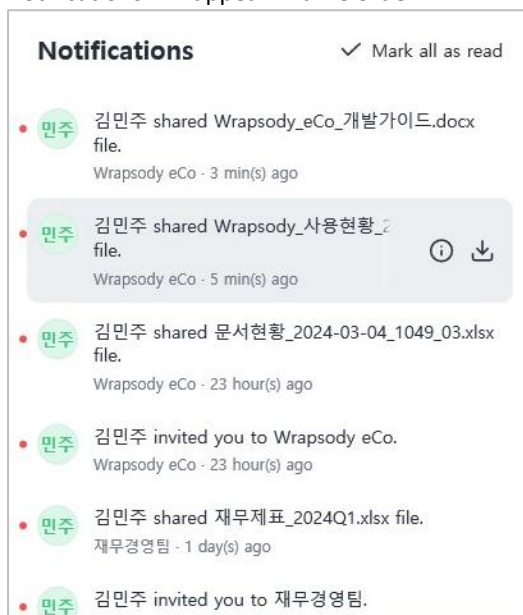 Notifications
Mark all as read
민주
김민주 shared Wrapsody_eCo_개발가이드.docx
file.
Wrapsody eCo · 3 min(s) ago
민주
김민주 shared Wrapsody_사용현황_2
file.
Wrapsody eCo · 5 min(s) ago
민주
김민주 shared 문서현황_2024-03-04_1049_03.xlsx
file.
Wrapsody eCo · 23 hour(s) ago
민주
김민주 invited you to Wrapsody eCo.
Wrapsody eCo · 23 hour(s) ago
민주
김민주 shared 재무제표_2024Q1.xlsx file.
재무경영팀 · 1 day(s) ago
민주
김민주 invited you to 재무경영팀.